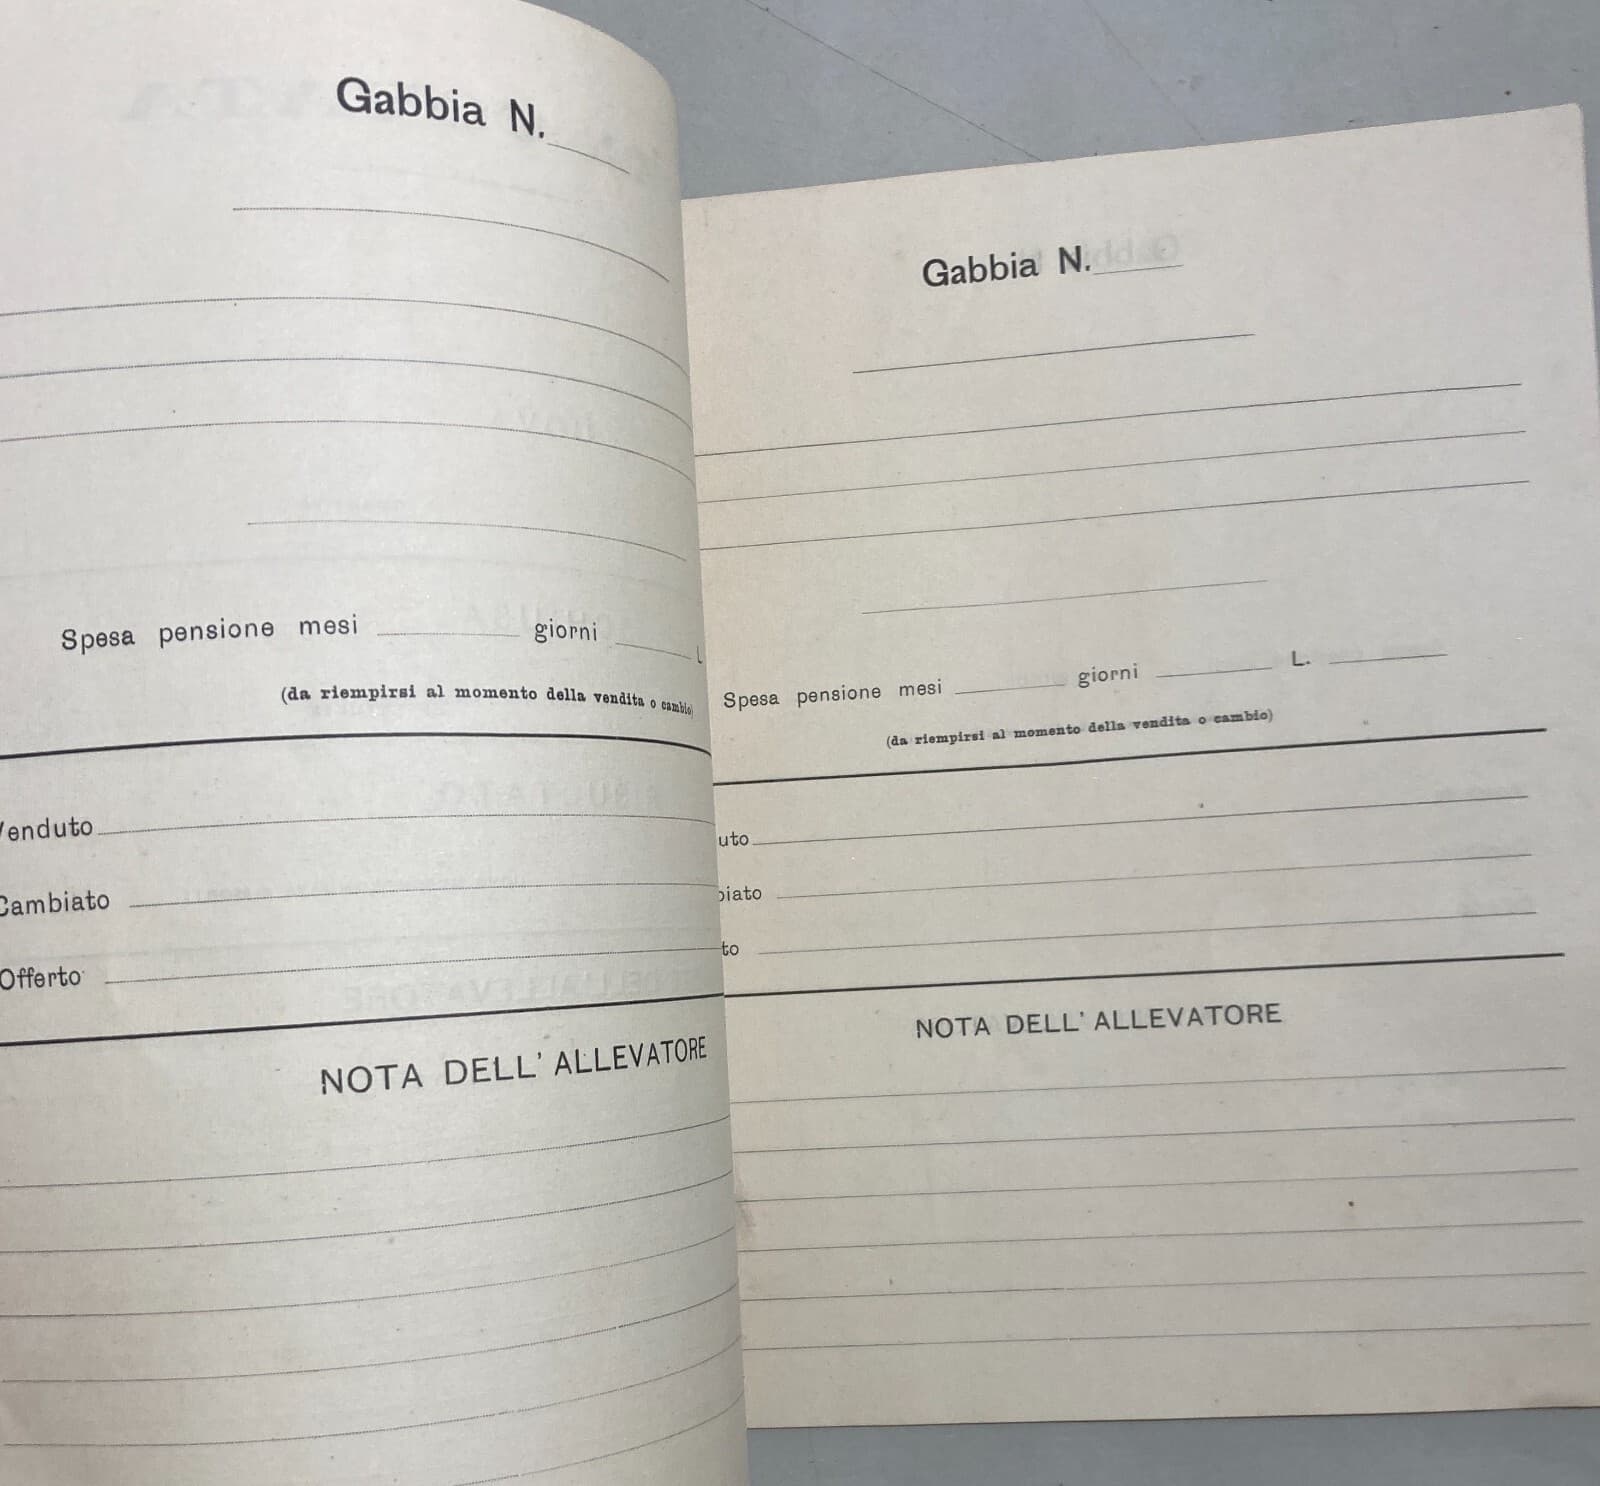 Gabbia N.
Spesa pensione mesi giorni L
(da riempirsi al momento della vendita o cambio)
Venduto
Cambiato
Offerto
NOTA DELL' ALLEVATORE
Gabbia N.
Spesa pensione mesi giorni L.
(da riempirsi al momento della vendita o cambio)
uto
biato
to
NOTA DELL' ALLEVATORE